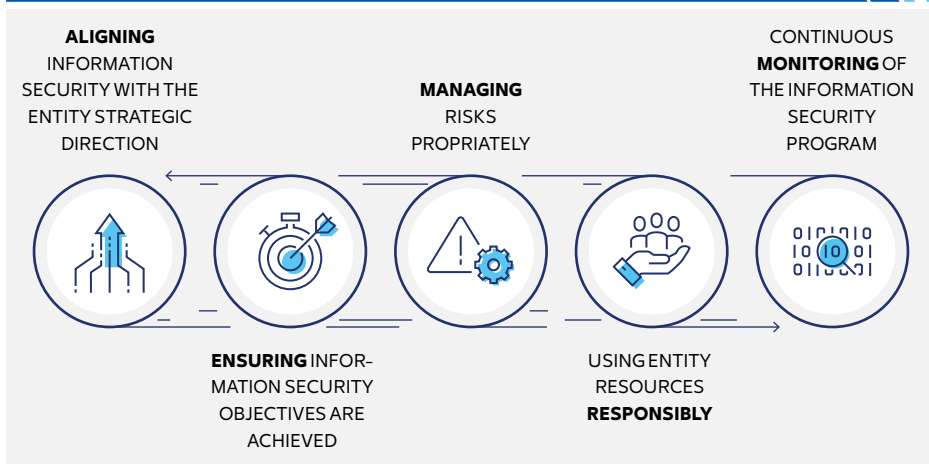 ALIGNING
INFORMATION
SECURITY WITH THE
ENTITY STRATEGIC
DIRECTION
ENSURING INFOR-
MATION SECURITY
OBJECTIVES ARE
ACHIEVED
MANAGING
RISKS
PROPRIATELY
USING ENTITY
RESOURCES
RESPONSIBLY
CONTINUOUS
MONITORING OF
THE INFORMATION
SECURITY
PROGRAM